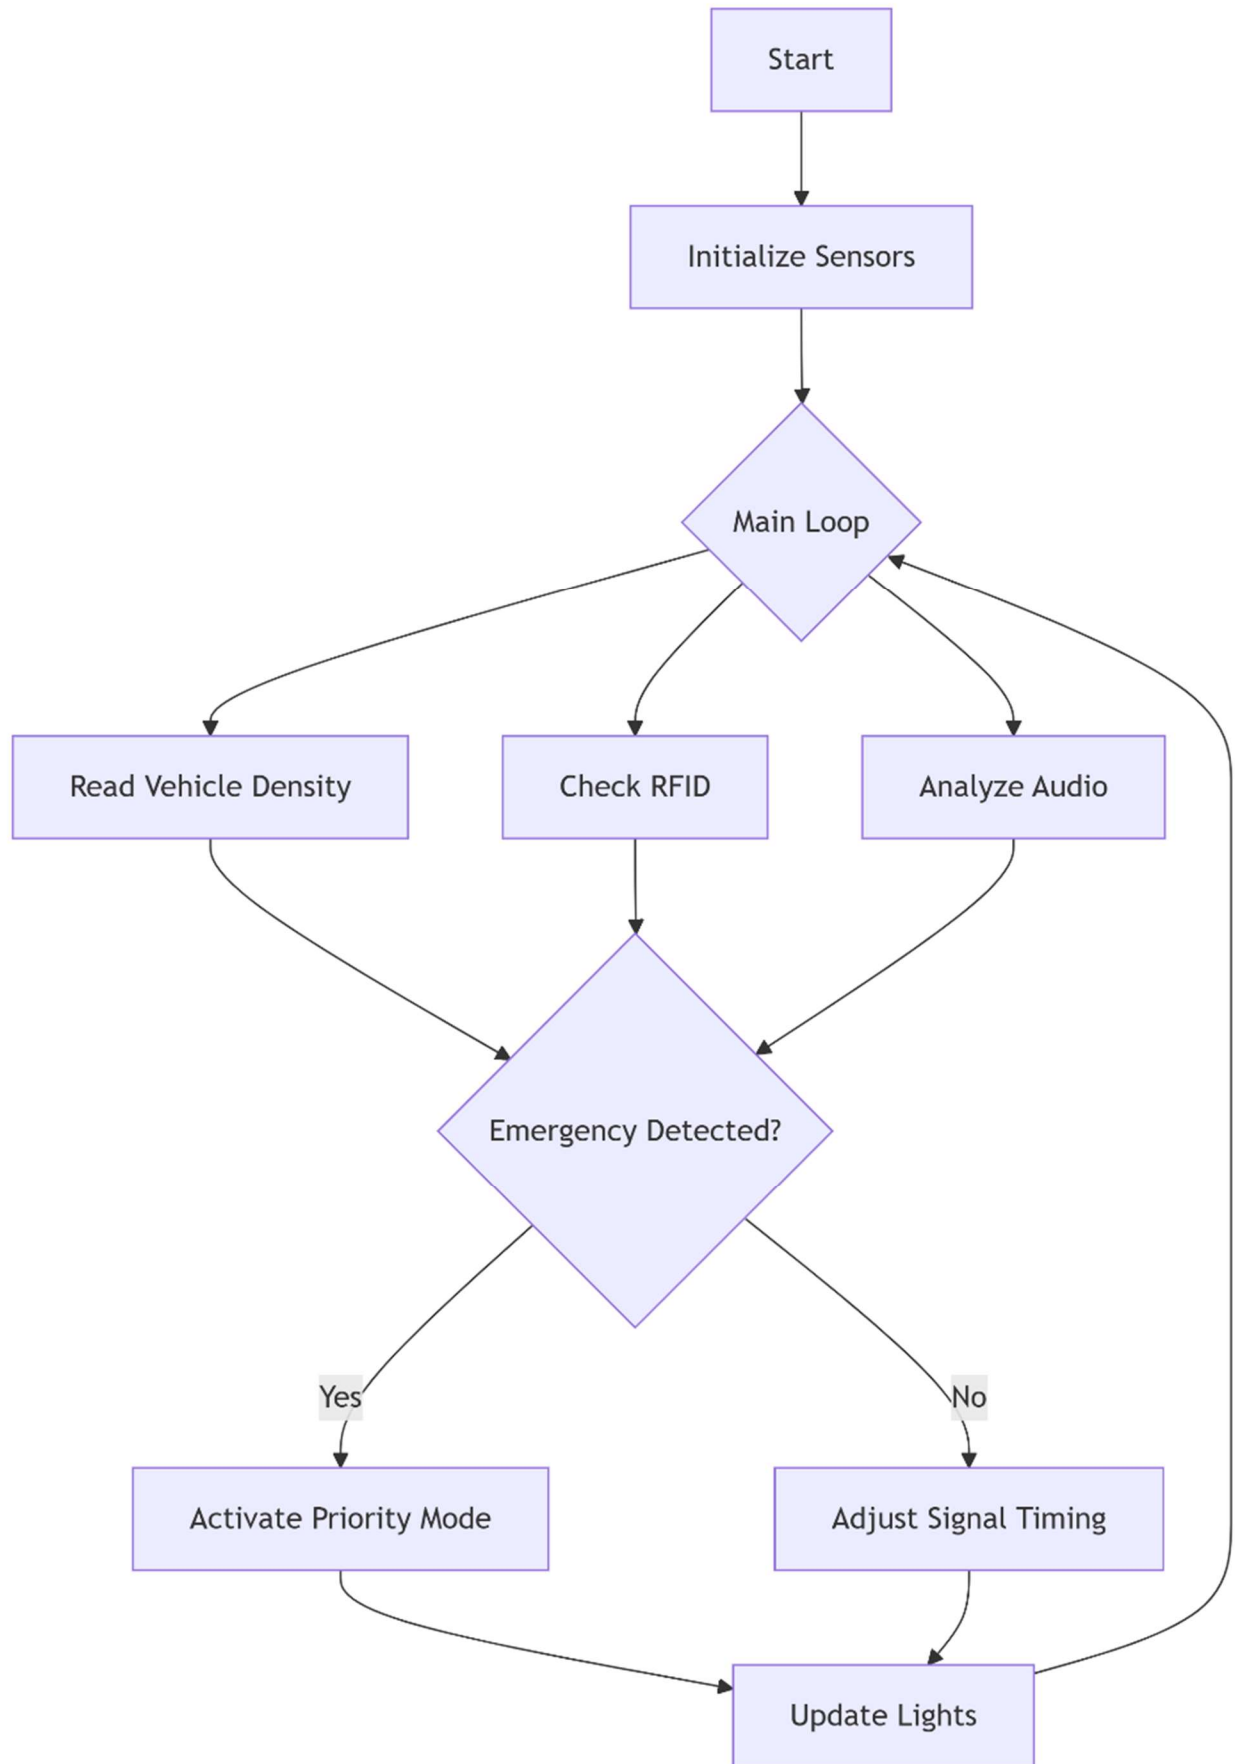 Start
Initialize Sensors
Main Loop
Read Vehicle Density
Check RFID
Analyze Audio
Emergency Detected?
Yes
No
Activate Priority Mode
Adjust Signal Timing
Update Lights